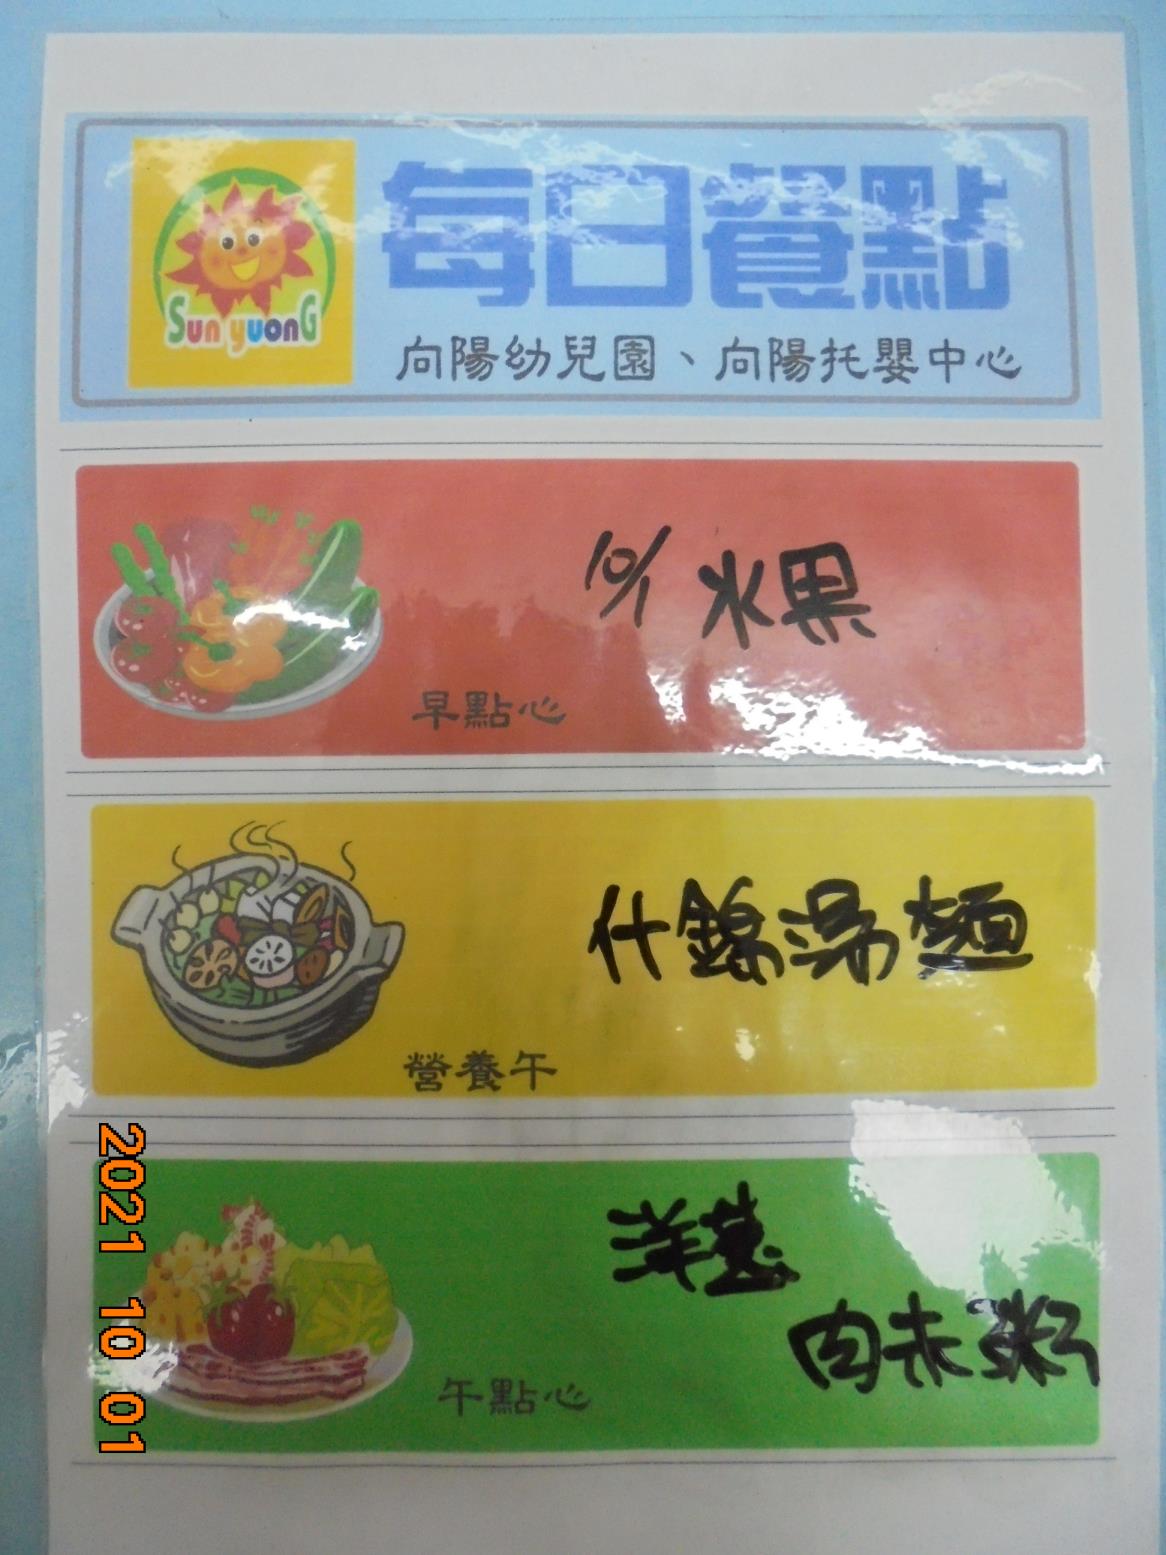 每日餐點
Sun yuonG
向陽幼兒園、向陽托嬰中心
10/1 水果
早點心
什錦湯麵
營養午
洋蔥
肉末粥
午點心
2021 10 01